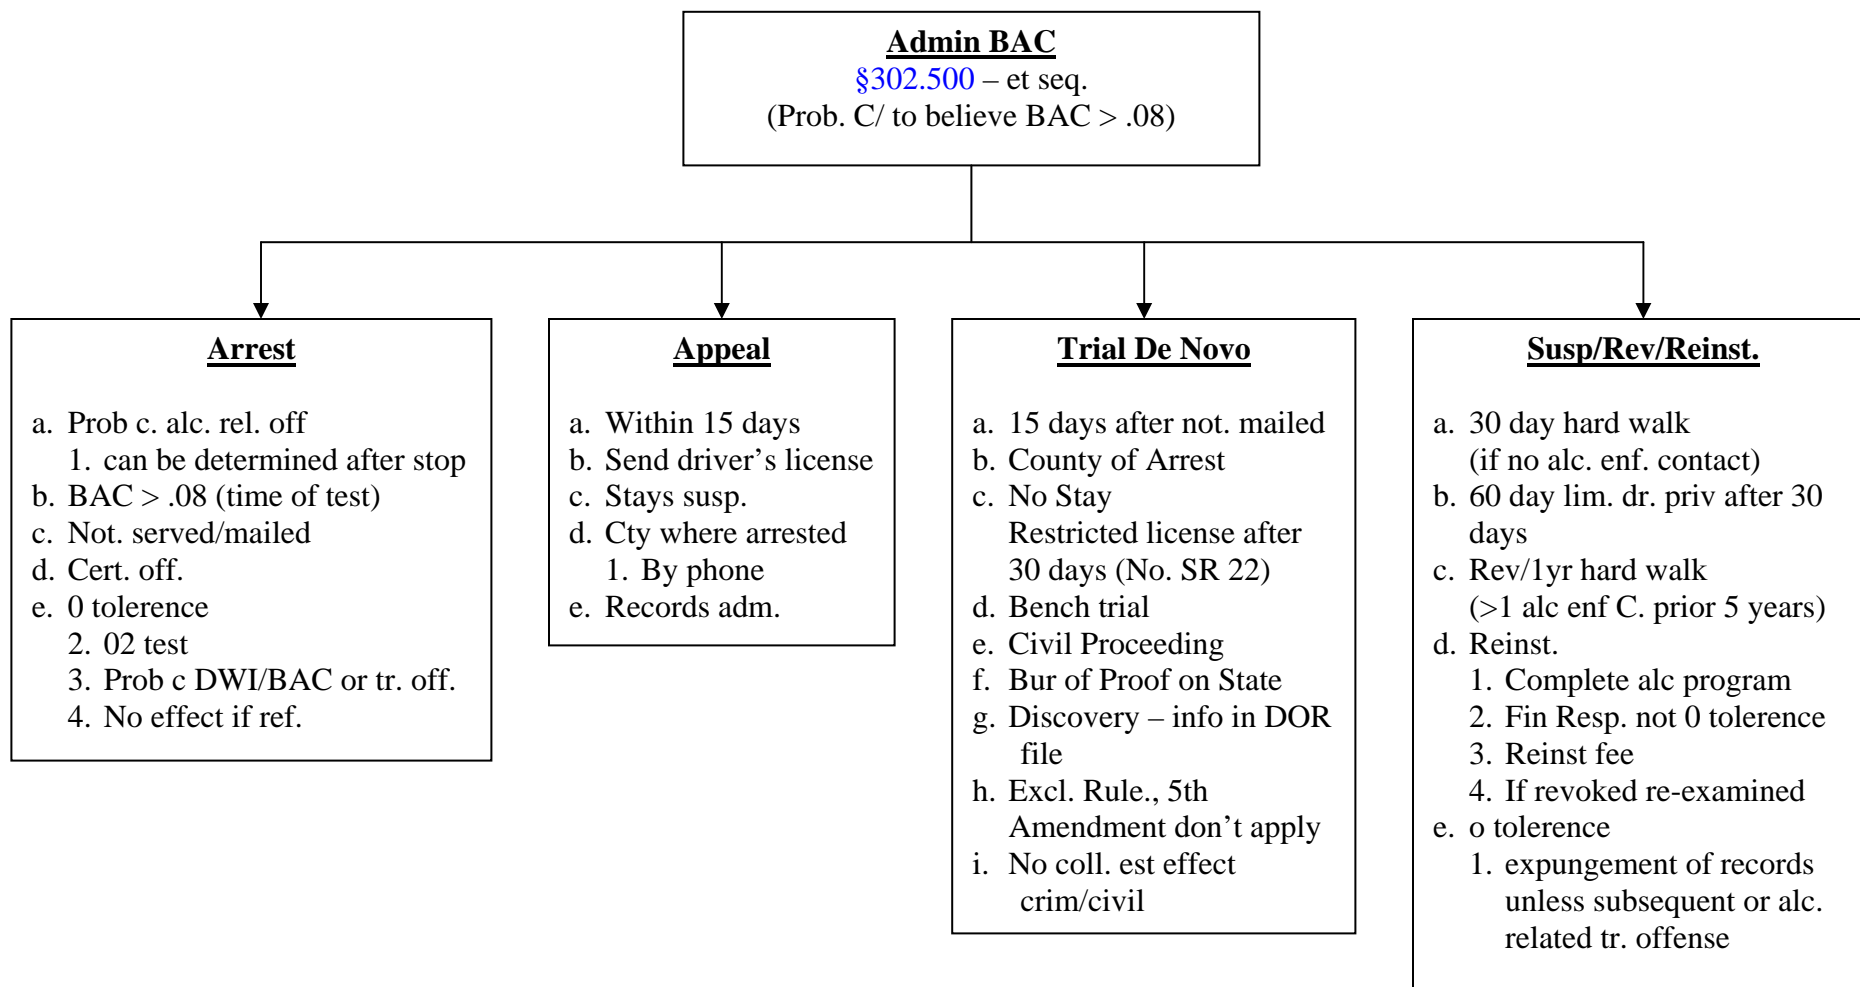 Admin BAC
§302.500 – et seq.
(Prob. C/ to believe BAC > .08)
Arrest
a. Prob c. alc. rel. off
1. can be determined after stop
b. BAC > .08 (time of test)
c. Not. served/mailed
d. Cert. off.
e. 0 tolerence
2. 02 test
3. Prob c DWI/BAC or tr. off.
4. No effect if ref.
Appeal
a. Within 15 days
b. Send driver's license
c. Stays susp.
d. Cty where arrested
1. By phone
e. Records adm.
Trial De Novo
a. 15 days after not. mailed
b. County of Arrest
c. No Stay
Restricted license after
30 days (No. SR 22)
d. Bench trial
e. Civil Proceeding
f. Bur of Proof on State
g. Discovery – info in DOR
file
h. Excl. Rule., 5th
Amendment don't apply
i. No coll. est effect
crim/civil
Susp/Rev/Reinst.
a. 30 day hard walk
(if no alc. enf. contact)
b. 60 day lim. dr. priv after 30
days
c. Rev/1yr hard walk
(>1 alc enf C. prior 5 years)
d. Reinst.
1. Complete alc program
2. Fin Resp. not 0 tolerence
3. Reinst fee
4. If revoked re-examined
e. o tolerence
1. expungement of records
unless subsequent or alc.
related tr. offense